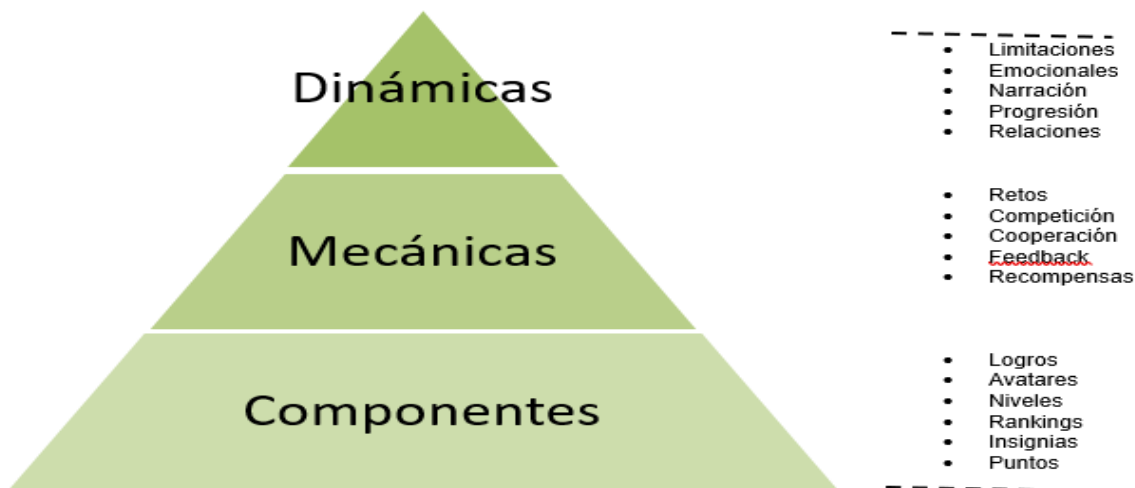 Dinámicas
• Limitaciones
• Emocionales
• Narración
• Progresión
• Relaciones
Mecánicas
• Retos
• Competición
• Cooperación
• Feedback
• Recompensas
Componentes
• Logros
• Avatares
• Niveles
• Rankings
• Insignias
• Puntos